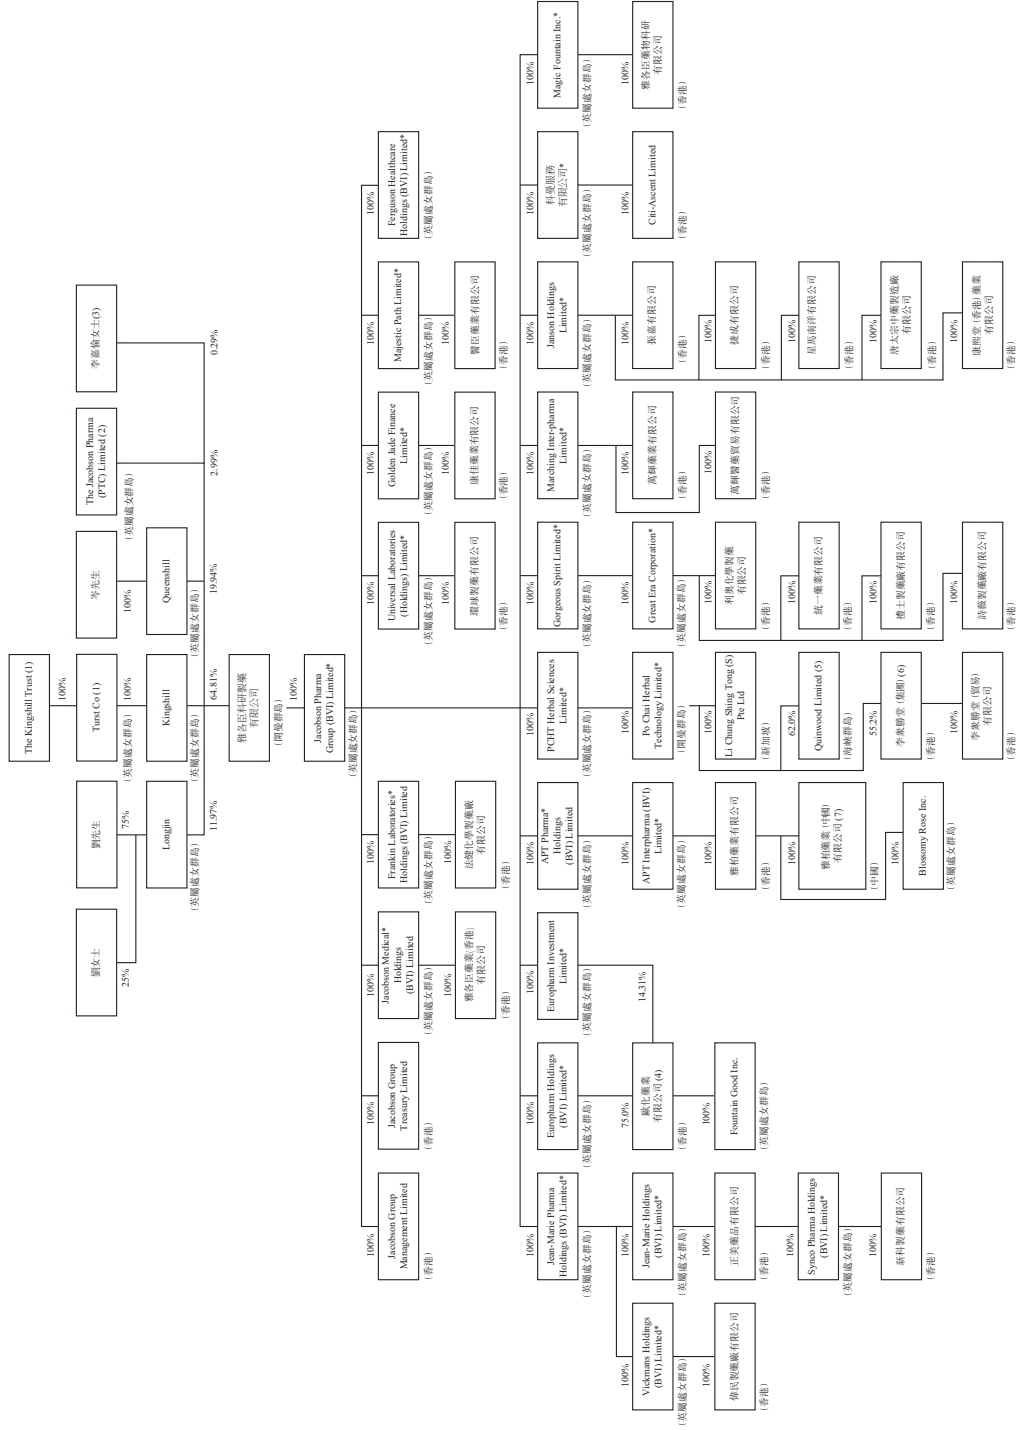 The Kingshill Trust (1)
100%
劉女士
劉先生
Turst Co (1)
岑先生
The Jacobson Pharma
(PTC) Limited (2)
李嘉倫女士(3)
(英屬處女群島)
(英屬處女群島)
25%
75%
100%
100%
Longjin
Kingshill
Queenshill
(英屬處女群島)
(英屬處女群島)
(英屬處女群島)
11.97%
64.81%
19.94%
2.99%
0.29%
雅各臣科研製藥
有限公司
(開曼群島)
100%
Jacobson Pharma
Group (BVI) Limited*
(英屬處女群島)
100%
100%
100%
100%
100%
100%
100%
100%
Jacobson Group
Management Limited
(香港)
Jacobson Group
Treasury Limited
(香港)
Jacobson Medical*
Holdings
(BVI) Limited
(英屬處女群島)
100%
雅各臣藥業(香港)
有限公司
(香港)
Frankin Laboratories*
Holdings (BVI) Limited
(英屬處女群島)
100%
法健化學製藥廠
有限公司
(香港)
Universal Laboratories
(Holdings) Limited*
(英屬處女群島)
100%
環球製藥有限公司
(香港)
Golden Jade Finance
Limited*
(英屬處女群島)
100%
康佳藥業有限公司
(香港)
Majestic Path Limited*
(英屬處女群島)
100%
醫臣藥業有限公司
(香港)
Ferguson Healthcare
Holdings (BVI) Limited*
(英屬處女群島)
100%
Jean-Marie Pharma
Holdings (BVI) Limited*
(英屬處女群島)
100%
Vickmans Holdings
(BVI) Limited*
(英屬處女群島)
100%
偉民製藥廠有限公司
(香港)
100%
Jean-Marie Holdings
(BVI) Limited*
(英屬處女群島)
100%
正美藥品有限公司
(香港)
100%
Synco Pharma Holdings
(BVI) Limited*
(英屬處女群島)
100%
新科製藥有限公司
(香港)
100%
Europharm Holdings
(BVI) Limited*
(英屬處女群島)
75.0%
歐化藥業
有限公司(4)
(香港)
100%
Fountain Good Inc.
(英屬處女群島)
100%
Europharm Investment
Limited*
(英屬處女群島)
14.31%
100%
APT Pharma*
Holdings
(BVI) Limited
(英屬處女群島)
100%
APT Interpharma (BVI)
Limited*
(英屬處女群島)
100%
雅柏藥業有限公司
(香港)
100%
雅柏藥業(中國)
有限公司(7)
(中國)
100%
Blossomy Rose Inc.
(英屬處女群島)
100%
PCHT Herbal Sciences
Limited*
(英屬處女群島)
100%
Po Chai Herbal
Technology Limited*
(開曼群島)
100%
Li Chung Shing Tong (S)
Pte Ltd
(新加坡)
62.0%
Quinwood Limited (5)
(海峽群島)
55.2%
李衆勝堂(集團)(6)
(香港)
100%
李衆勝堂(貿易)
有限公司
(香港)
100%
Gorgeous Spirit Limited*
(英屬處女群島)
100%
Great Era Corporation*
(英屬處女群島)
100%
利奧化學製藥
有限公司
(香港)
100%
統一藥業有限公司
(香港)
100%
禮士製藥廠有限公司
(香港)
100%
詩薇製藥廠有限公司
(香港)
100%
Marching Inter-pharma
Limited*
(英屬處女群島)
100%
萬輝藥業有限公司
(香港)
100%
萬輝醫藥貿易有限公司
(香港)
100%
Janson Holdings
Limited*
(英屬處女群島)
100%
振嘉有限公司
(香港)
100%
捷成有限公司
(香港)
100%
星馬南洋有限公司
(香港)
100%
唐太宗中藥製造廠
有限公司
(香港)
100%
康熙堂(香港)藥業
有限公司
(香港)
100%
科曼服務
有限公司*
(英屬處女群島)
100%
Citi-Ascent Limited
(香港)
100%
Magic Fountain Inc.*
(英屬處女群島)
100%
雅各臣藥物科研
有限公司
(香港)